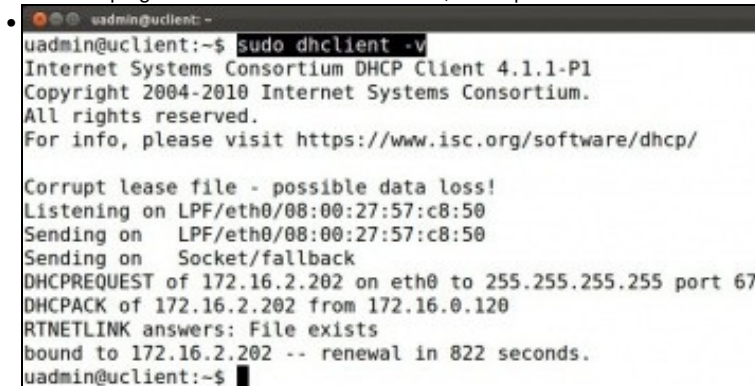 uadmin@uclient: ~
uadmin@uclient:~$ sudo dhclient -v
Internet Systems Consortium DHCP Client 4.1.1-P1
Copyright 2004-2010 Internet Systems Consortium.
All rights reserved.
For info, please visit https://www.isc.org/software/dhcp/
Corrupt lease file - possible data loss!
Listening on LPF/eth0/08:00:27:57:c8:50
Sending on   LPF/eth0/08:00:27:57:c8:50
Sending on   Socket/fallback
DHCPREQUEST of 172.16.2.202 on eth0 to 255.255.255.255 port 67
DHCPACK of 172.16.2.202 from 172.16.0.120
RTNETLINK answers: File exists
bound to 172.16.2.202 -- renewal in 822 seconds.
uadmin@uclient:~$